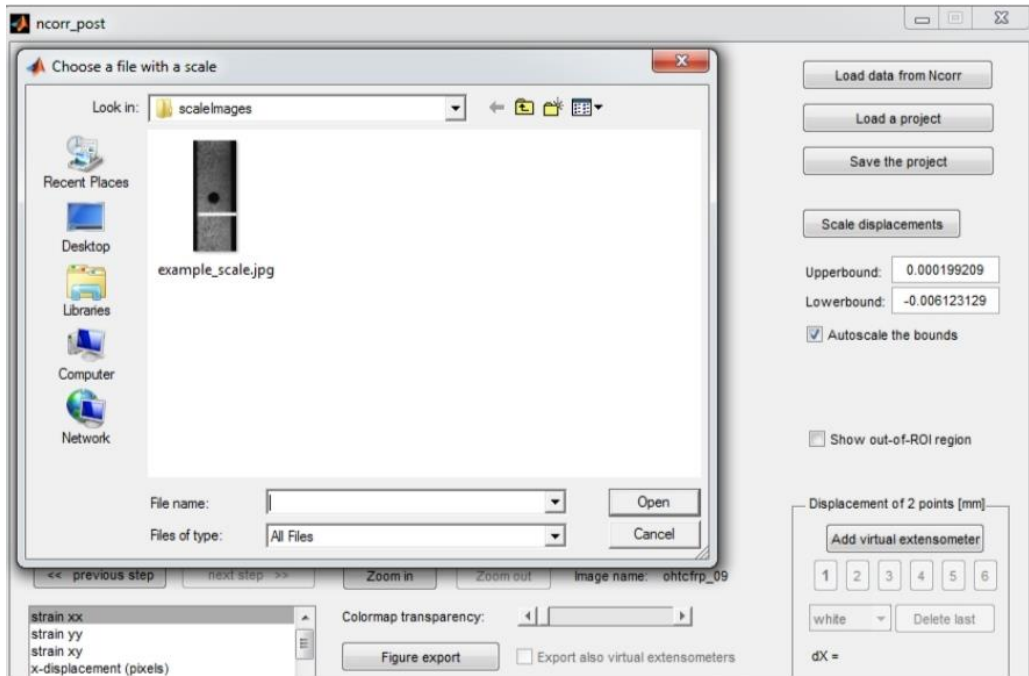 ncorr_post
Choose a file with a scale
Look in: scaleImages
Recent Places
Desktop
Libraries
Computer
Network
example_scale.jpg
File name:
Open
Files of type: All Files
Cancel
Load data from Ncorr
Load a project
Save the project
Scale displacements
Upperbound: 0.000199209
Lowerbound: -0.006123129
Autoscale the bounds
Show out-of-ROI region
Displacement of 2 points [mm]
Add virtual extensometer
1 2 3 4 5 6
white Delete last
dX =
<< previous step next step >> Zoom in Zoom out Image name: ohtcfrp_09
strain xx
strain yy
strain xy
x-displacement (pixels)
Colormap transparency:
Figure export Export also virtual extensometers